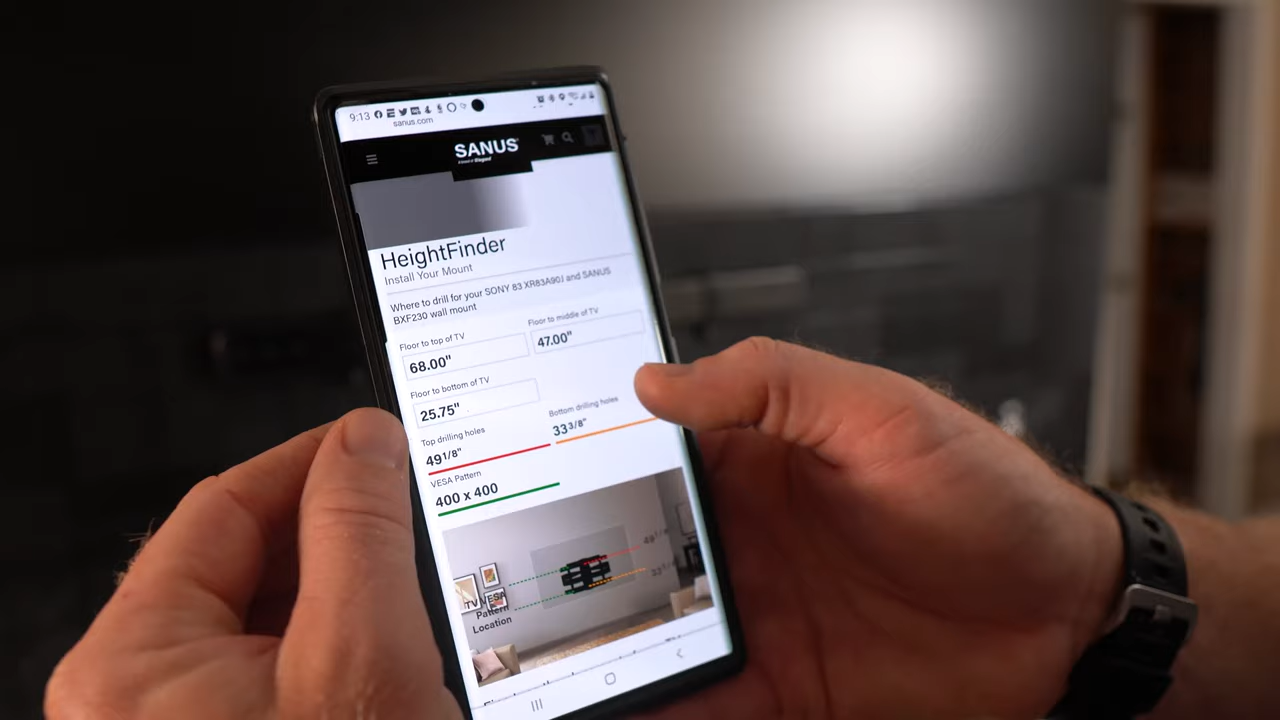 9:13
sanus.com
SANUS
HeightFinder
Install Your Mount
Where to drill for your SONY 83 XR83A90J and SANUS
BXF230 wall mount
Floor to top of TV
68.00"
Floor to middle of TV
47.00"
Floor to bottom of TV
25.75"
Top drilling holes
49 1/8"
Bottom drilling holes
33 3/8"
VESA Pattern
400 x 400
TV VESA
Pattern
Location